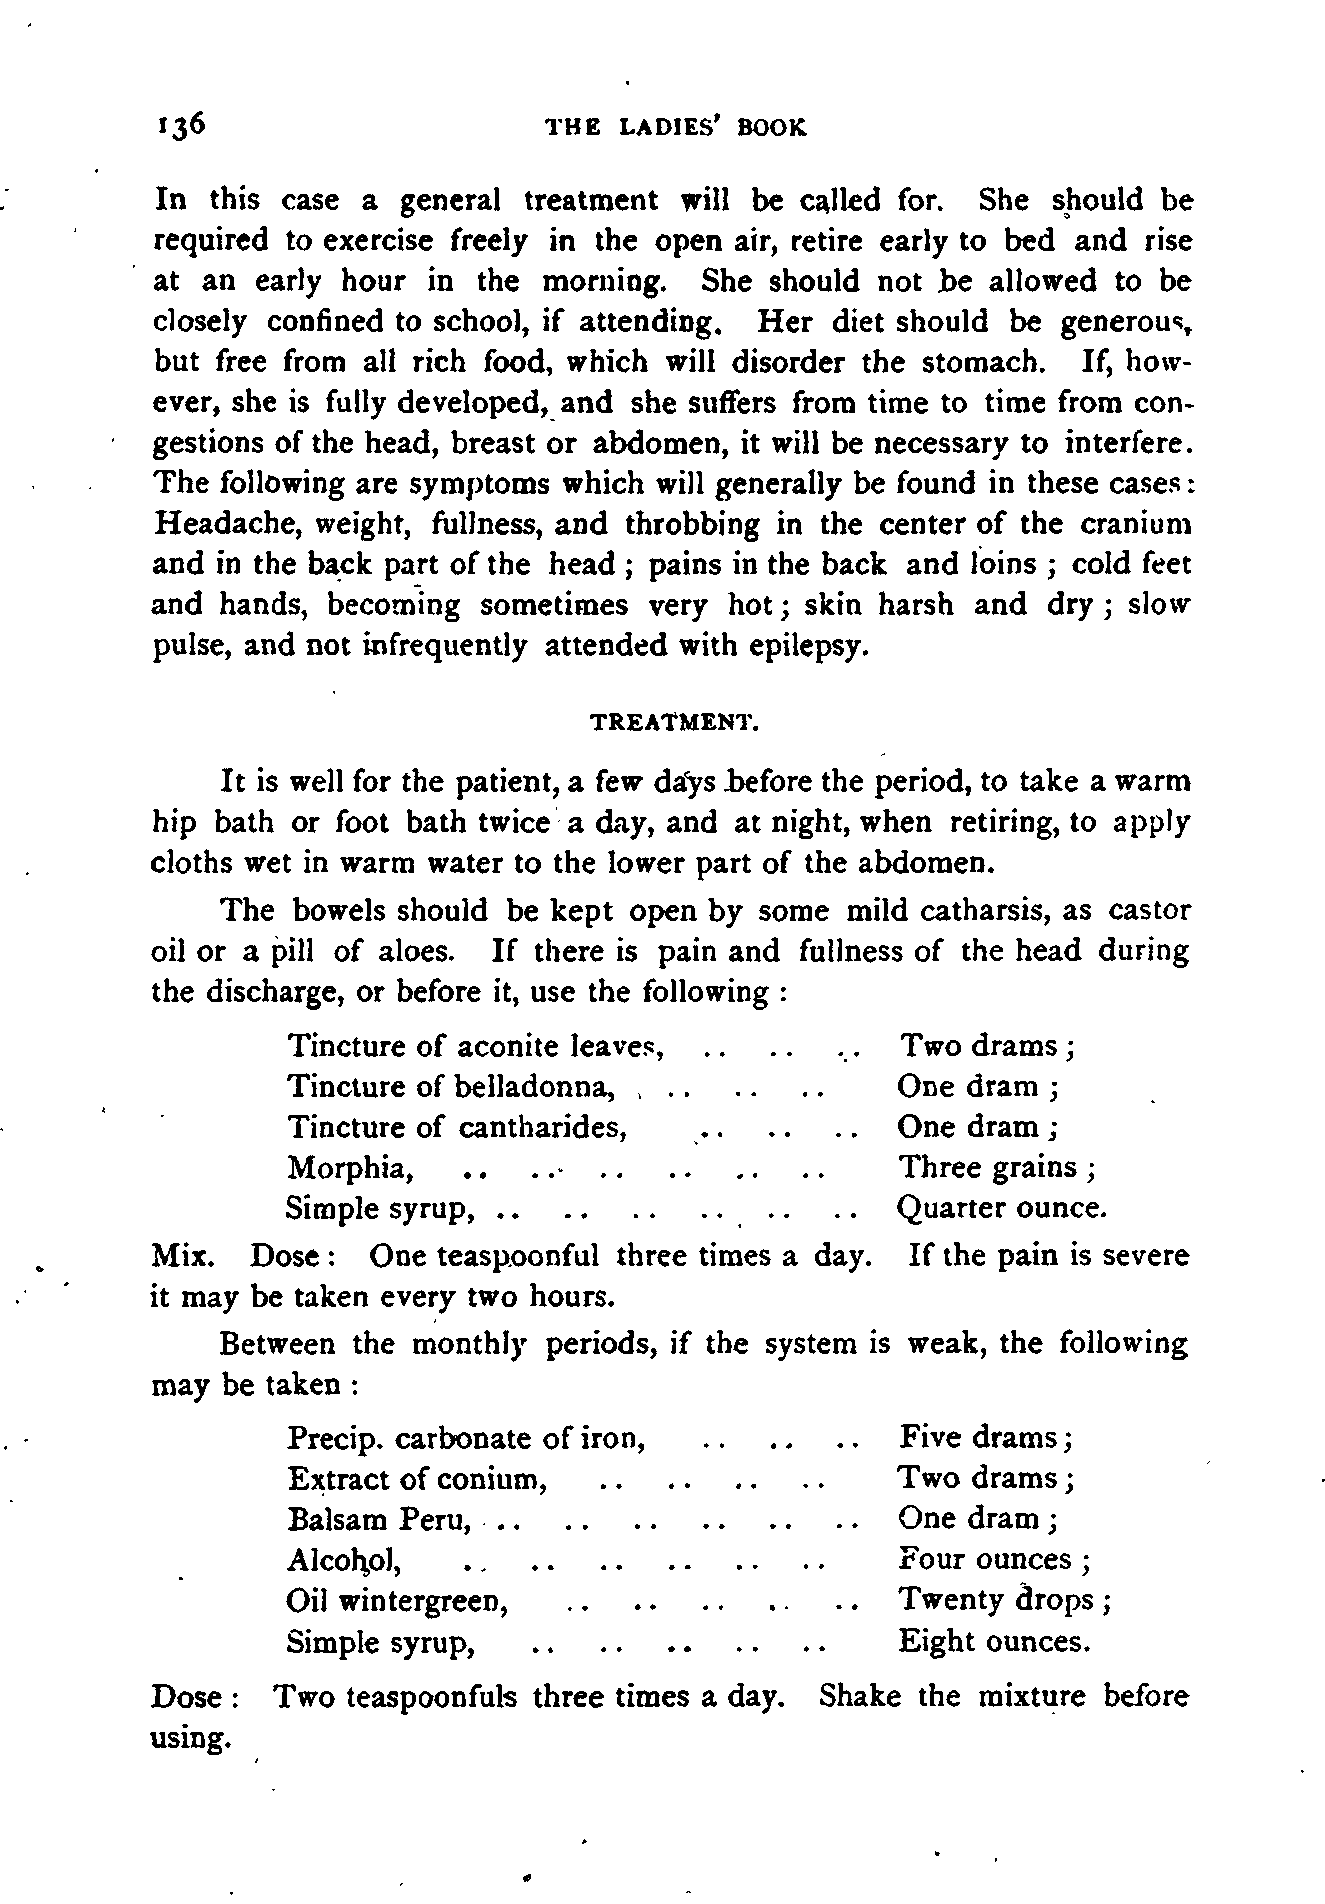 136 THE LADIES' BOOK
In this case a general treatment will be called for. She should be
required to exercise freely in the open air, retire early to bed and rise
at an early hour in the morning. She should not be allowed to be
closely confined to school, if attending. Her diet should be generous,
but free from all rich food, which will disorder the stomach. If, how-
ever, she is fully developed, and she suffers from time to time from con-
gestions of the head, breast or abdomen, it will be necessary to interfere.
The following are symptoms which will generally be found in these cases:
Headache, weight, fullness, and throbbing in the center of the cranium
and in the back part of the head ; pains in the back and loins ; cold feet
and hands, becoming sometimes very hot ; skin harsh and dry ; slow
pulse, and not infrequently attended with epilepsy.
TREATMENT.
It is well for the patient, a few days before the period, to take a warm
hip bath or foot bath twice a day, and at night, when retiring, to apply
cloths wet in warm water to the lower part of the abdomen.
The bowels should be kept open by some mild catharsis, as castor
oil or a pill of aloes. If there is pain and fullness of the head during
the discharge, or before it, use the following :
Tincture of aconite leaves, .. .. .. Two drams ;
Tincture of belladonna, .. .. .. One dram ;
Tincture of cantharides, .. .. .. One dram ;
Morphia, .. .. .. .. .. .. Three grains ;
Simple syrup, .. .. .. .. .. .. Quarter ounce.
Mix. Dose : One teaspoonful three times a day. If the pain is severe
it may be taken every two hours.
Between the monthly periods, if the system is weak, the following
may be taken :
Precip. carbonate of iron, .. .. .. Five drams ;
Extract of conium, .. .. .. .. Two drams ;
Balsam Peru, .. .. .. .. .. .. One dram ;
Alcohol, .. .. .. .. .. .. Four ounces ;
Oil wintergreen, .. .. .. .. .. Twenty drops ;
Simple syrup, .. .. .. .. .. Eight ounces.
Dose : Two teaspoonfuls three times a day. Shake the mixture before
using.